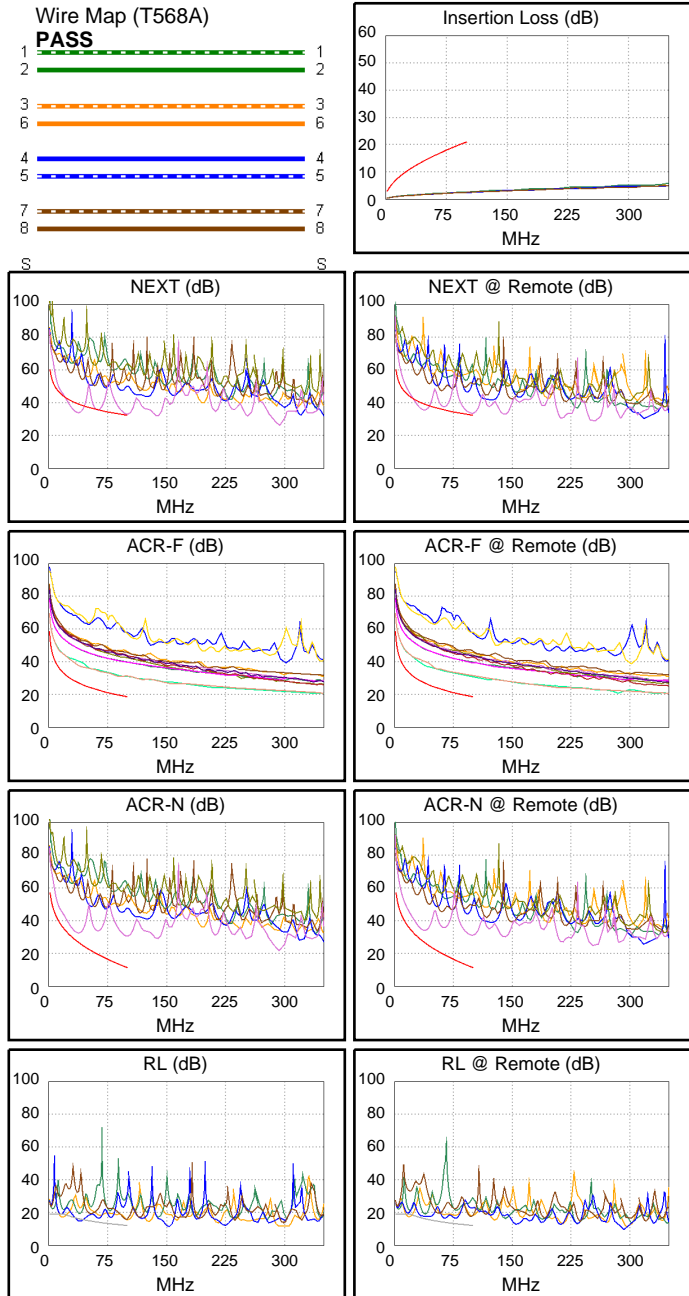 Wire Map (T568A)
PASS
1 1
2 2
3 3
6 6
4 4
5 5
7 7
8 8
S S
Insertion Loss (dB)
60
50
40
30
20
10
0
0 75 150 225 300
MHz
NEXT (dB)
100
80
60
40
20
0
0 75 150 225 300
MHz
NEXT @ Remote (dB)
100
80
60
40
20
0
0 75 150 225 300
MHz
ACR-F (dB)
100
80
60
40
20
0
0 75 150 225 300
MHz
ACR-F @ Remote (dB)
100
80
60
40
20
0
0 75 150 225 300
MHz
ACR-N (dB)
100
80
60
40
20
0
0 75 150 225 300
MHz
ACR-N @ Remote (dB)
100
80
60
40
20
0
0 75 150 225 300
MHz
RL (dB)
100
80
60
40
20
0
0 75 150 225 300
MHz
RL @ Remote (dB)
100
80
60
40
20
0
0 75 150 225 300
MHz